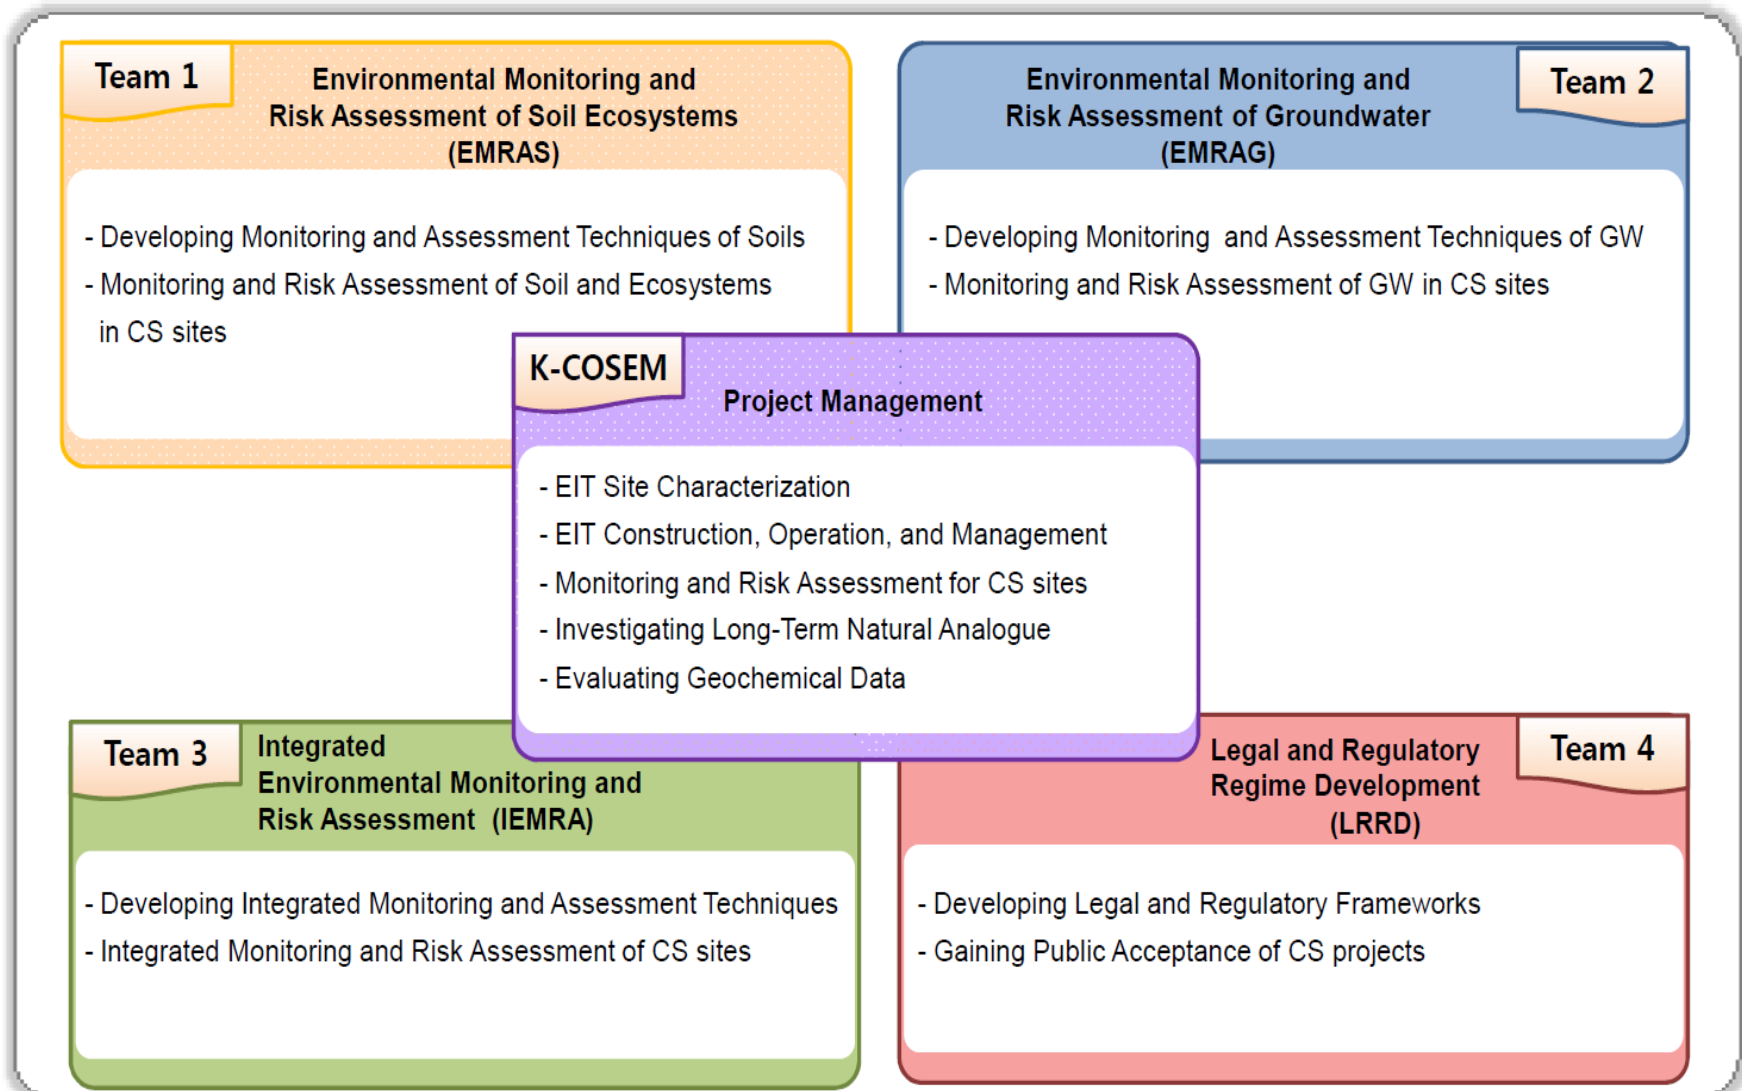 Team 1
Environmental Monitoring and
Risk Assessment of Soil Ecosystems
(EMRAS)
- Developing Monitoring and Assessment Techniques of Soils
- Monitoring and Risk Assessment of Soil and Ecosystems
in CS sites
Environmental Monitoring and
Risk Assessment of Groundwater
(EMRAG)
Team 2
- Developing Monitoring and Assessment Techniques of GW
- Monitoring and Risk Assessment of GW in CS sites
K-COSEM
Project Management
- EIT Site Characterization
- EIT Construction, Operation, and Management
- Monitoring and Risk Assessment for CS sites
- Investigating Long-Term Natural Analogue
- Evaluating Geochemical Data
Team 3
Integrated
Environmental Monitoring and
Risk Assessment (IEMRA)
- Developing Integrated Monitoring and Assessment Techniques
- Integrated Monitoring and Risk Assessment of CS sites
Legal and Regulatory
Regime Development
(LRRD)
Team 4
- Developing Legal and Regulatory Frameworks
- Gaining Public Acceptance of CS projects